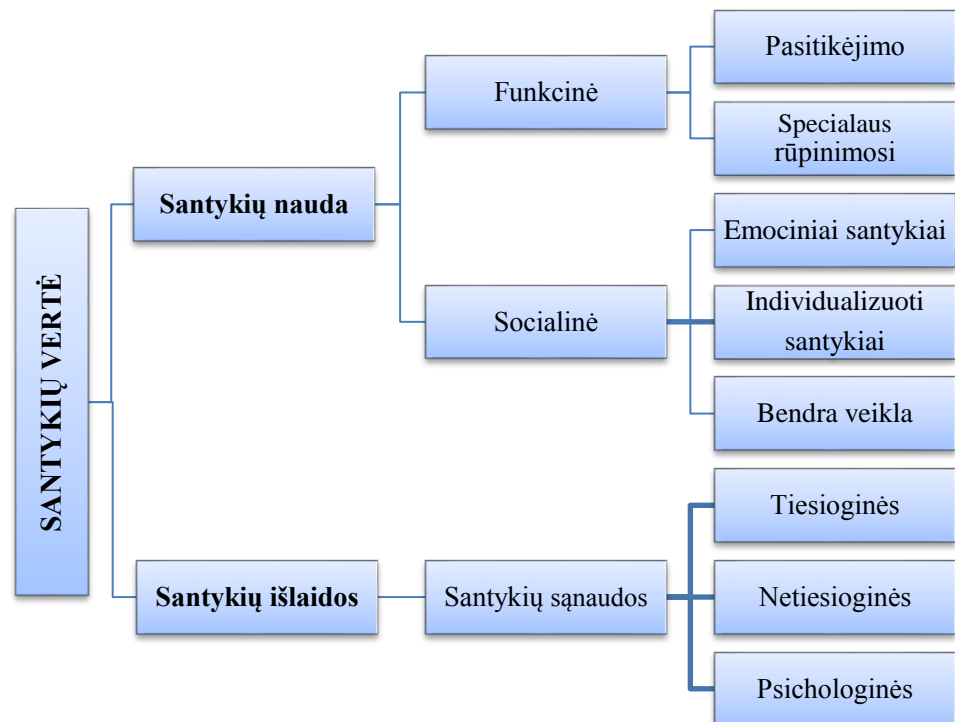 SANTYKIŲ VERTĖ
Santykių nauda
Funkcinė
Pasitikėjimo
Specialaus
rūpinimosi
Socialinė
Emociniai santykiai
Individualizuoti
santykiai
Bendra veikla
Santykių išlaidos
Santykių sąnaudos
Tiesioginės
Netiesioginės
Psichologinės